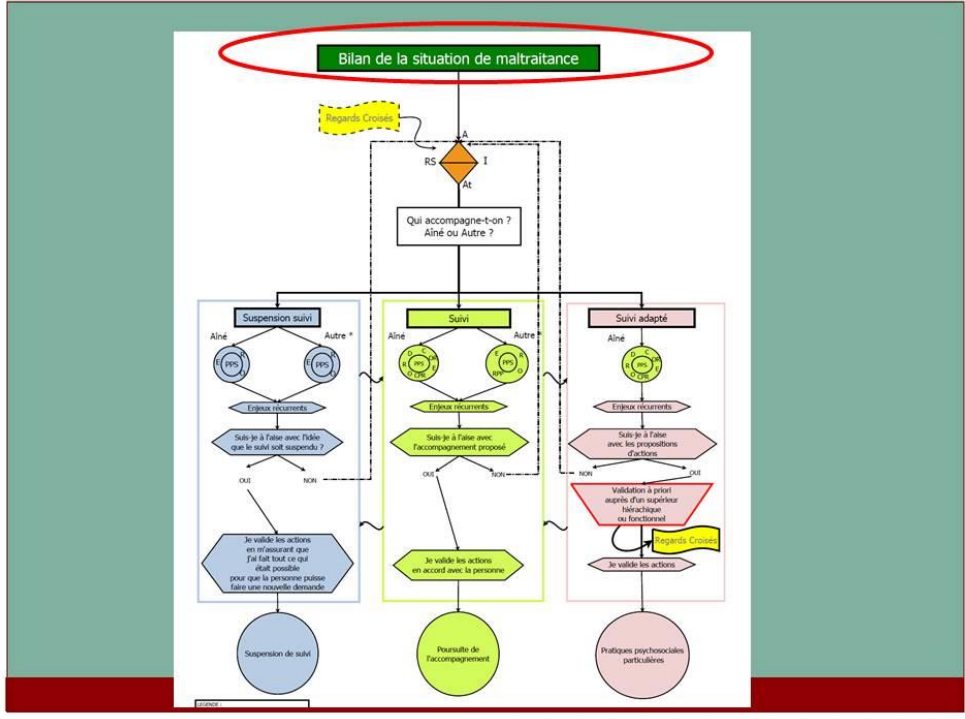 Bilan de la situation de maltraitance
Regards Croisés
A
RS
I
At
Qui accompagne-t-on ?
Aîné ou Autre ?
Suspension suivi
Aîné
Autre *
E
PPS
R
O
E
PPS
R
O
Enjeux récurrents
Suis-je à l'aise avec l'idée
que le suivi soit suspendu ?
OUI
NON
Je valide les actions
en m'assurant que
j'ai fait tout ce qui
était possible
pour que la personne puisse
faire une nouvelle demande
Suspension de suivi
Suivi
Aîné
Autre *
D
C
DP
R
PPS
E
O
CPR
E
PPS
R
RPP
O
Enjeux récurrents
Suis-je à l'aise avec
l'accompagnement proposé
OUI
NON
Je valide les actions
en accord avec la personne
Poursuite de
l'accompagnement
Suivi adapté
Aîné
D
C
DP
R
PPS
E
O
CPR
Enjeux récurrents
Suis-je à l'aise
avec les propositions
d'actions
NON
OUI
Validation à priori
auprès d'un supérieur
hiérachique
ou fonctionnel
Regards Croisés
Je valide les actions
Pratiques psychosociales
particulières
LEGENDE :